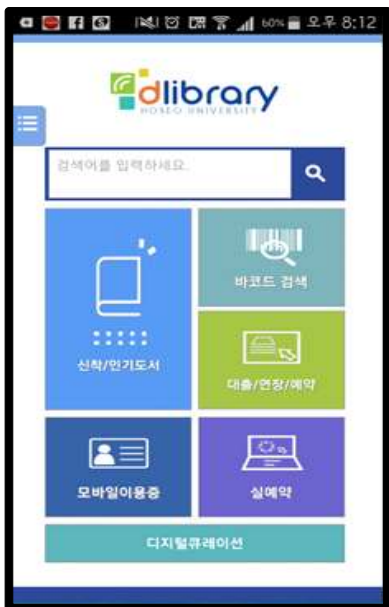 60% 오후 8:12
dlibrary
HOSEO UNIVERSITY
검색어를 입력하세요.
바코드 검색
신착/인기도서
대출/연장/예약
모바일이용증
실예약
디지털큐레이션